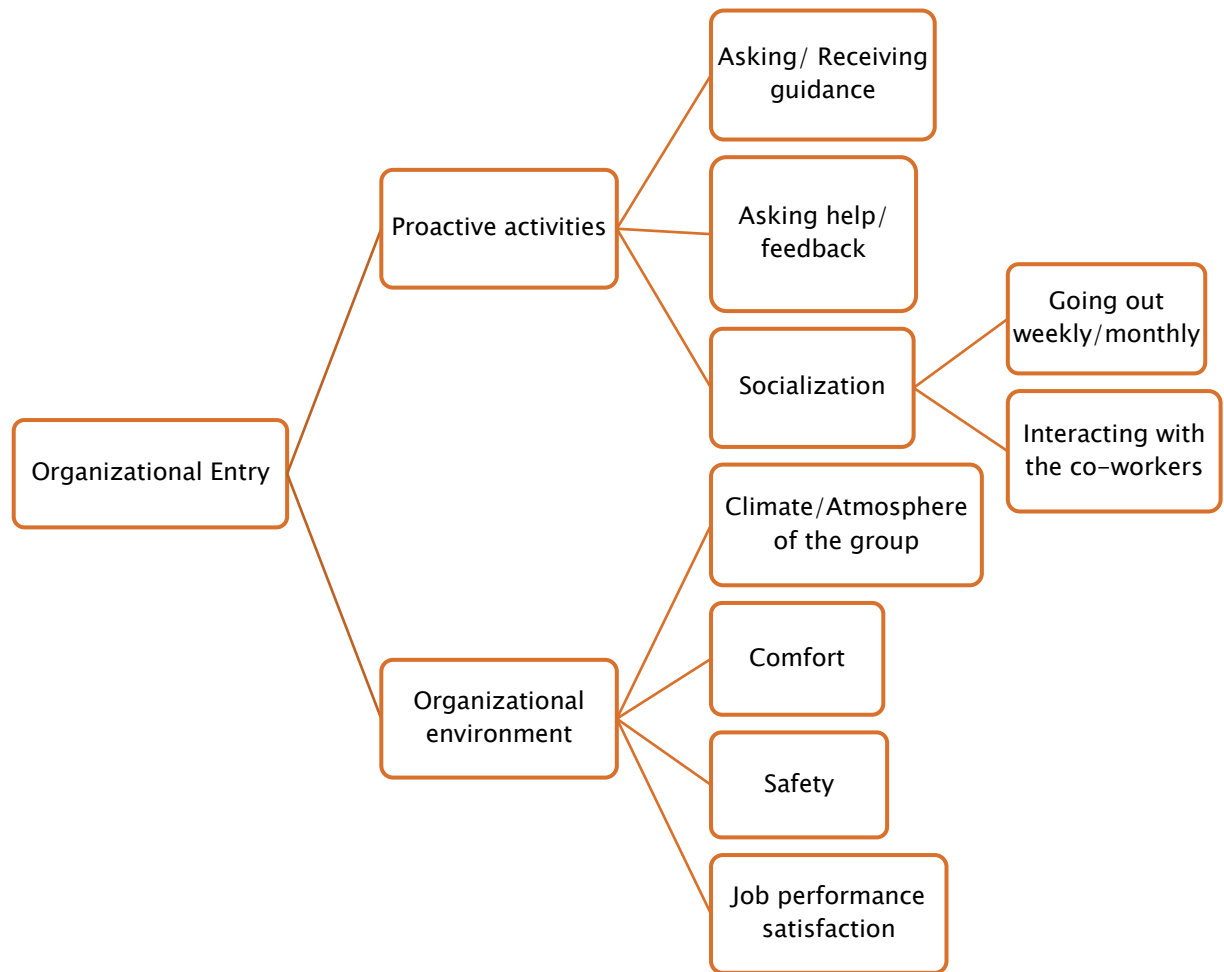 Organizational Entry
Proactive activities
Asking/ Receiving
guidance
Asking help/
feedback
Socialization
Going out
weekly/monthly
Interacting with
the co-workers
Organizational
environment
Climate/Atmosphere
of the group
Comfort
Safety
Job performance
satisfaction